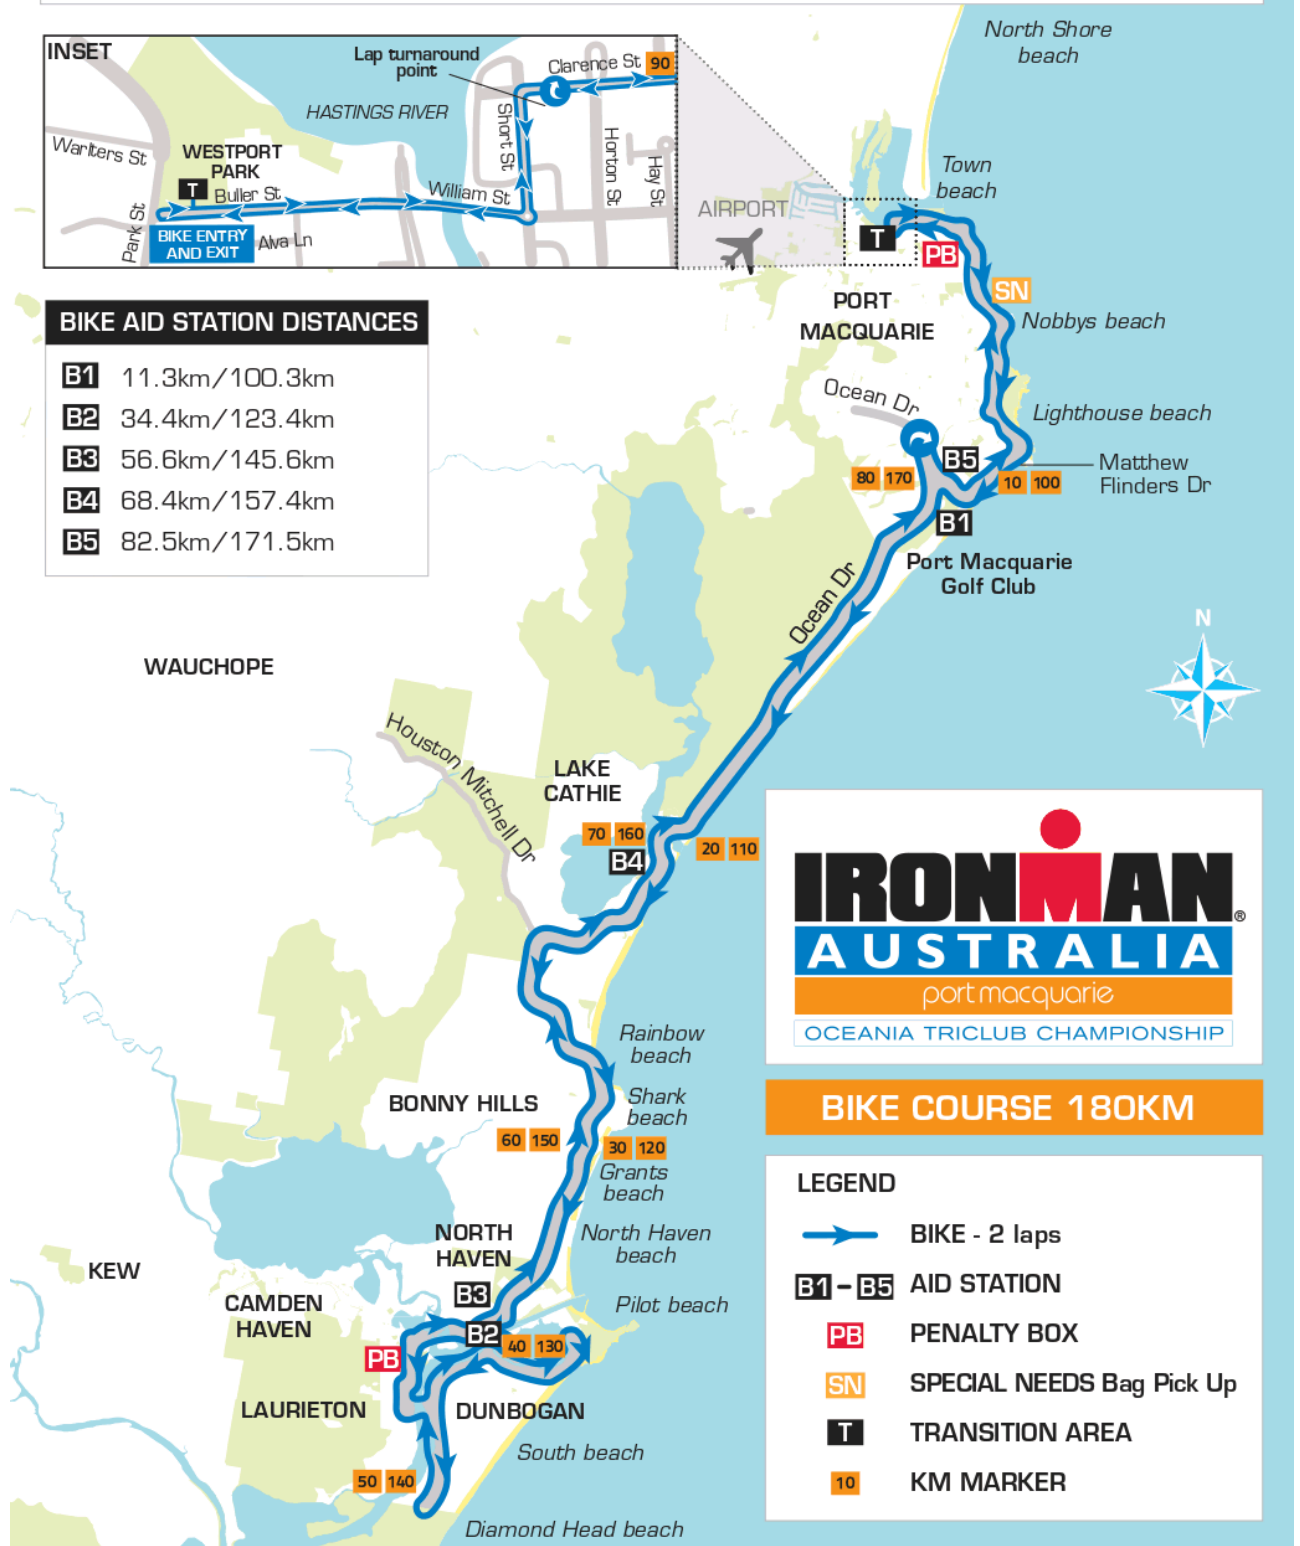 INSET
Lap turnaround
point
Clarence St
90
HASTINGS RIVER
Short St
Horton St
Hay St
Warlters St
WESTPORT
PARK
T
Buller St
William St
Park St
BIKE ENTRY
AND EXIT
Alva Ln
North Shore
beach
Town
beach
AIRPORT
T
PB
SN
PORT
MACQUARIE
Nobbys beach
Ocean Dr
Lighthouse beach
B5
80 170
10 100
Matthew
Flinders Dr
B1
Port Macquarie
Golf Club
Ocean Dr
BIKE AID STATION DISTANCES
B1 11.3km/100.3km
B2 34.4km/123.4km
B3 56.6km/145.6km
B4 68.4km/157.4km
B5 82.5km/171.5km
N
WAUCHOPE
Houston Mitchell Dr
LAKE
CATHIE
70 160
B4
20 110
Rainbow
beach
BONNY HILLS
Shark
beach
60 150
30 120
Grants
beach
NORTH
HAVEN
North Haven
beach
KEW
B3
CAMDEN
HAVEN
Pilot beach
B2
40 130
PB
LAURIETON
DUNBOGAN
South beach
50 140
Diamond Head beach
IRONMAN®
AUSTRALIA
port macquarie
OCEANIA TRICLUB CHAMPIONSHIP
BIKE COURSE 180KM
LEGEND
BIKE - 2 laps
B1-B5 AID STATION
PB PENALTY BOX
SN SPECIAL NEEDS Bag Pick Up
T TRANSITION AREA
10 KM MARKER